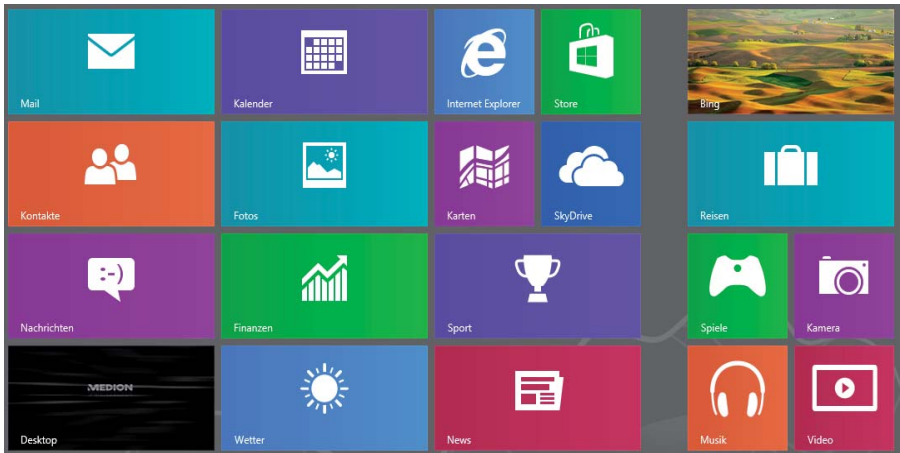 Mail
Kalender
Internet Explorer
Store
Bing
Kontakte
Fotos
Karten
SkyDrive
Reisen
:-)
Nachrichten
Finanzen
Sport
Spiele
Kamera
MEDION
Desktop
Wetter
News
Musik
Video